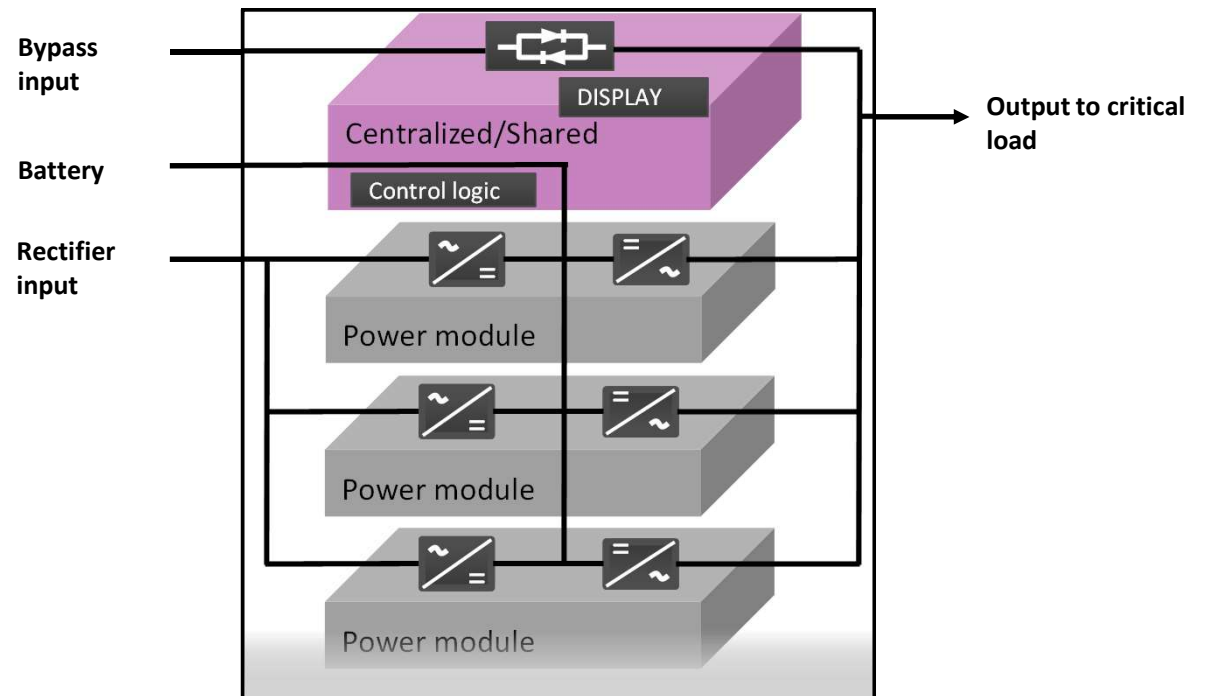 Bypass
input
DISPLAY
Output to critical
load
Centralized/Shared
Battery
Control logic
Rectifier
input
Power module
Power module
Power module